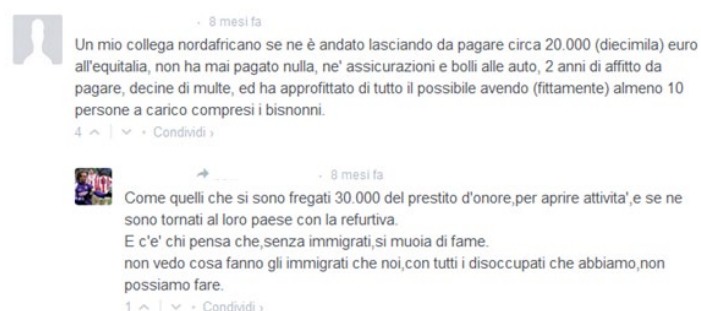 · 8 mesi fa
Un mio collega nordafricano se ne è andato lasciando da pagare circa 20.000 (diecimila) euro
all'equitalia, non ha mai pagato nulla, ne' assicurazioni e bolli alle auto, 2 anni di affitto da
pagare, decine di multe, ed ha approfittato di tutto il possibile avendo (fittamente) almeno 10
persone a carico compresi i bisnonni.
4 · Condividi ›
· 8 mesi fa
Come quelli che si sono fregati 30.000 del prestito d'onore,per aprire attivita',e se ne
sono tornati al loro paese con la refurtiva.
E c'e' chi pensa che,senza immigrati,si muoia di fame.
non vedo cosa fanno gli immigrati che noi,con tutti i disoccupati che abbiamo,non
possiamo fare.
1 · Condividi ›